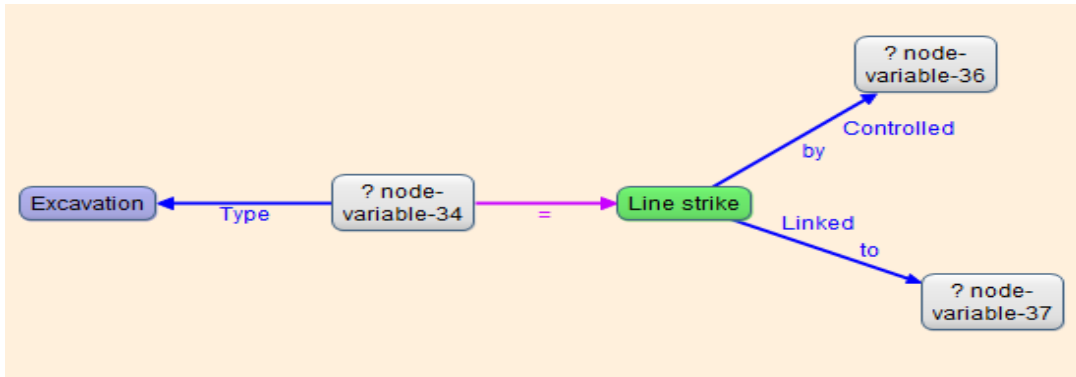 ? node-
variable-36
Controlled
by
Excavation
Type
? node-
variable-34
=
Line strike
Linked
to
? node-
variable-37